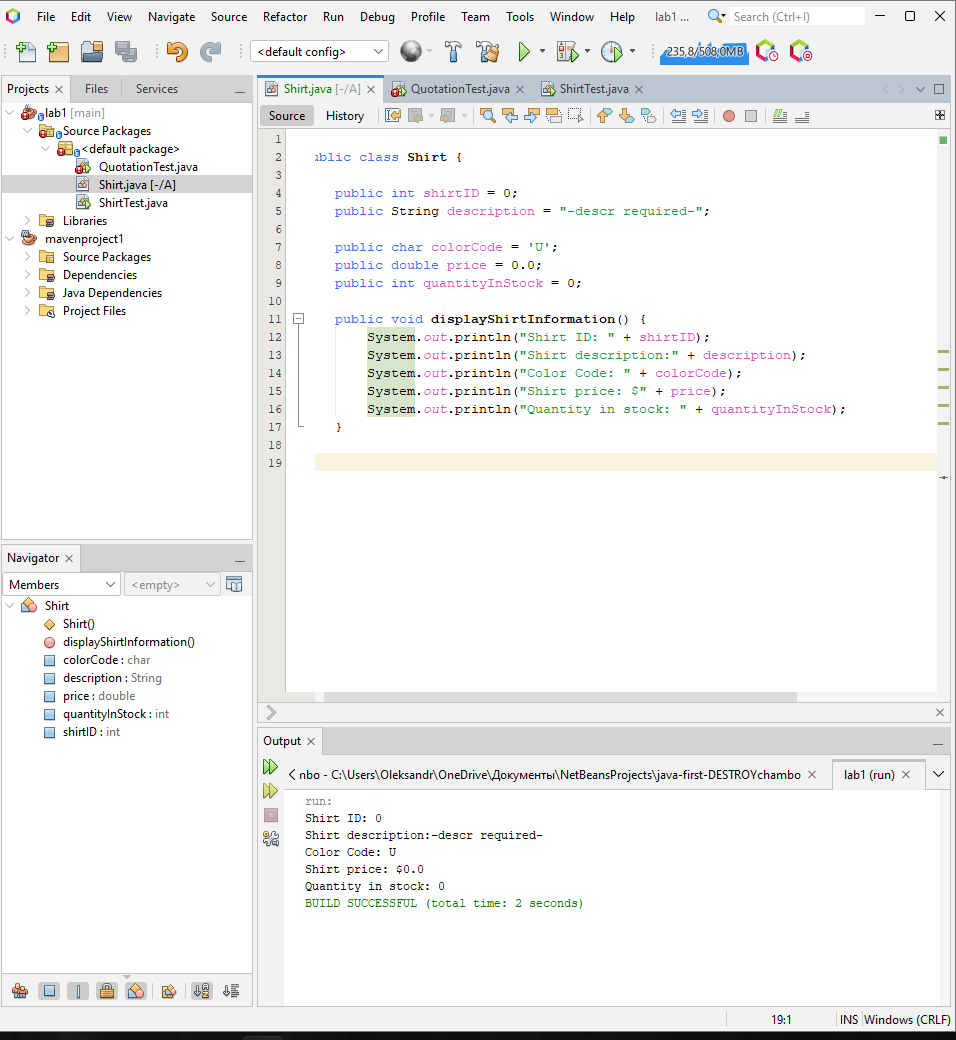 File Edit View Navigate Source Refactor Run Debug Profile Team Tools Window Help lab1 ... Search (Ctrl+I)
<default config> 235,8/508,0MB
Projects Files Services
Shirt.java [-/A] QuotationTest.java ShirtTest.java
Source History
lab1 [main]
Source Packages
<default package>
QuotationTest.java
Shirt.java [-/A]
ShirtTest.java
Libraries
mavenproject1
Source Packages
Dependencies
Java Dependencies
Project Files
1
2 ublic class Shirt {
3
4 public int shirtID = 0;
5 public String description = "-descr required-";
6
7 public char colorCode = 'U';
8 public double price = 0.0;
9 public int quantityInStock = 0;
10
11 public void displayShirtInformation() {
12 System.out.println("Shirt ID: " + shirtID);
13 System.out.println("Shirt description:" + description);
14 System.out.println("Color Code: " + colorCode);
15 System.out.println("Shirt price: $" + price);
16 System.out.println("Quantity in stock: " + quantityInStock);
17 }
18
19
Navigator
Members <empty>
Shirt
Shirt()
displayShirtInformation()
colorCode : char
description : String
price : double
quantityInStock : int
shirtID : int
Output
nbo - C:\Users\Oleksandr\OneDrive\Документы\NetBeansProjects\java-first-DESTROYchambo lab1 (run)
run:
Shirt ID: 0
Shirt description:-descr required-
Color Code: U
Shirt price: $0.0
Quantity in stock: 0
BUILD SUCCESSFUL (total time: 2 seconds)
19:1 INS Windows (CRLF)